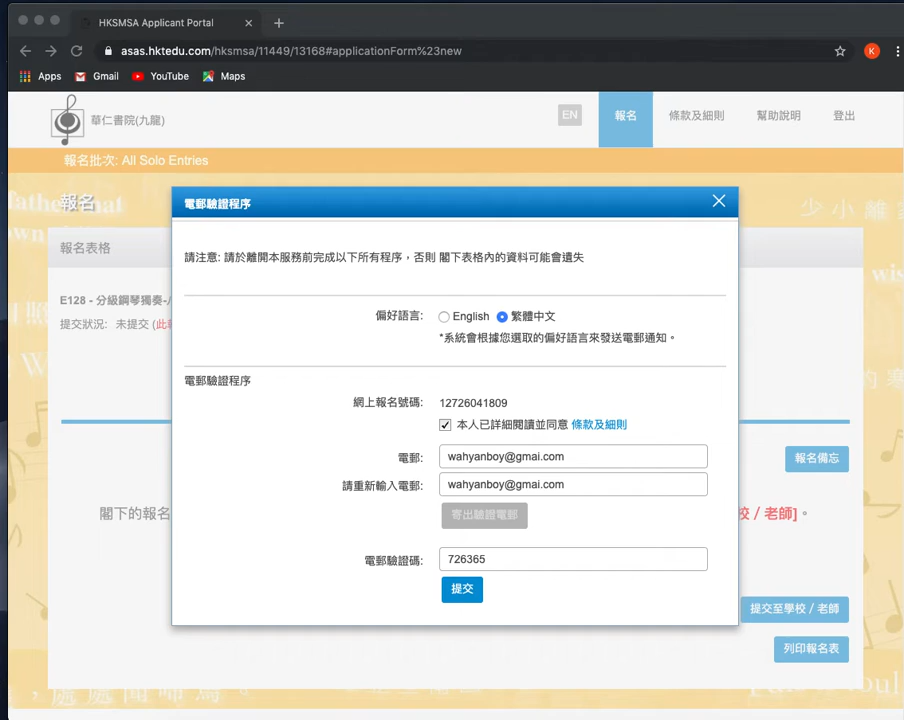 HKSMSA Applicant Portal
asas.hktedu.com/hksmsa/11449/13168#applicationForm%23new
K
Apps Gmail YouTube Maps
華仁書院(九龍)
EN 報名 條款及細則 幫助說明 登出
報名批次: All Solo Entries
報名
報名表格
E128 - 分級鋼琴獨奏-
提交狀況: 未提交 (此
電郵驗證程序
請注意: 請於離開本服務前完成以下所有程序，否則 閣下表格內的資料可能會遺失
偏好語言: English 繁體中文
*系統會根據您選取的偏好語言來發送電郵通知。
電郵驗證程序
網上報名號碼: 12726041809
本人已詳細閱讀並同意 條款及細則
電郵: wahyanboy@gmai.com
請重新輸入電郵: wahyanboy@gmai.com
寄出驗證電郵
電郵驗證碼: 726365
提交
報名備忘
閣下的報名
/ 老師]。
提交至學校 / 老師
列印報名表
少 小 離